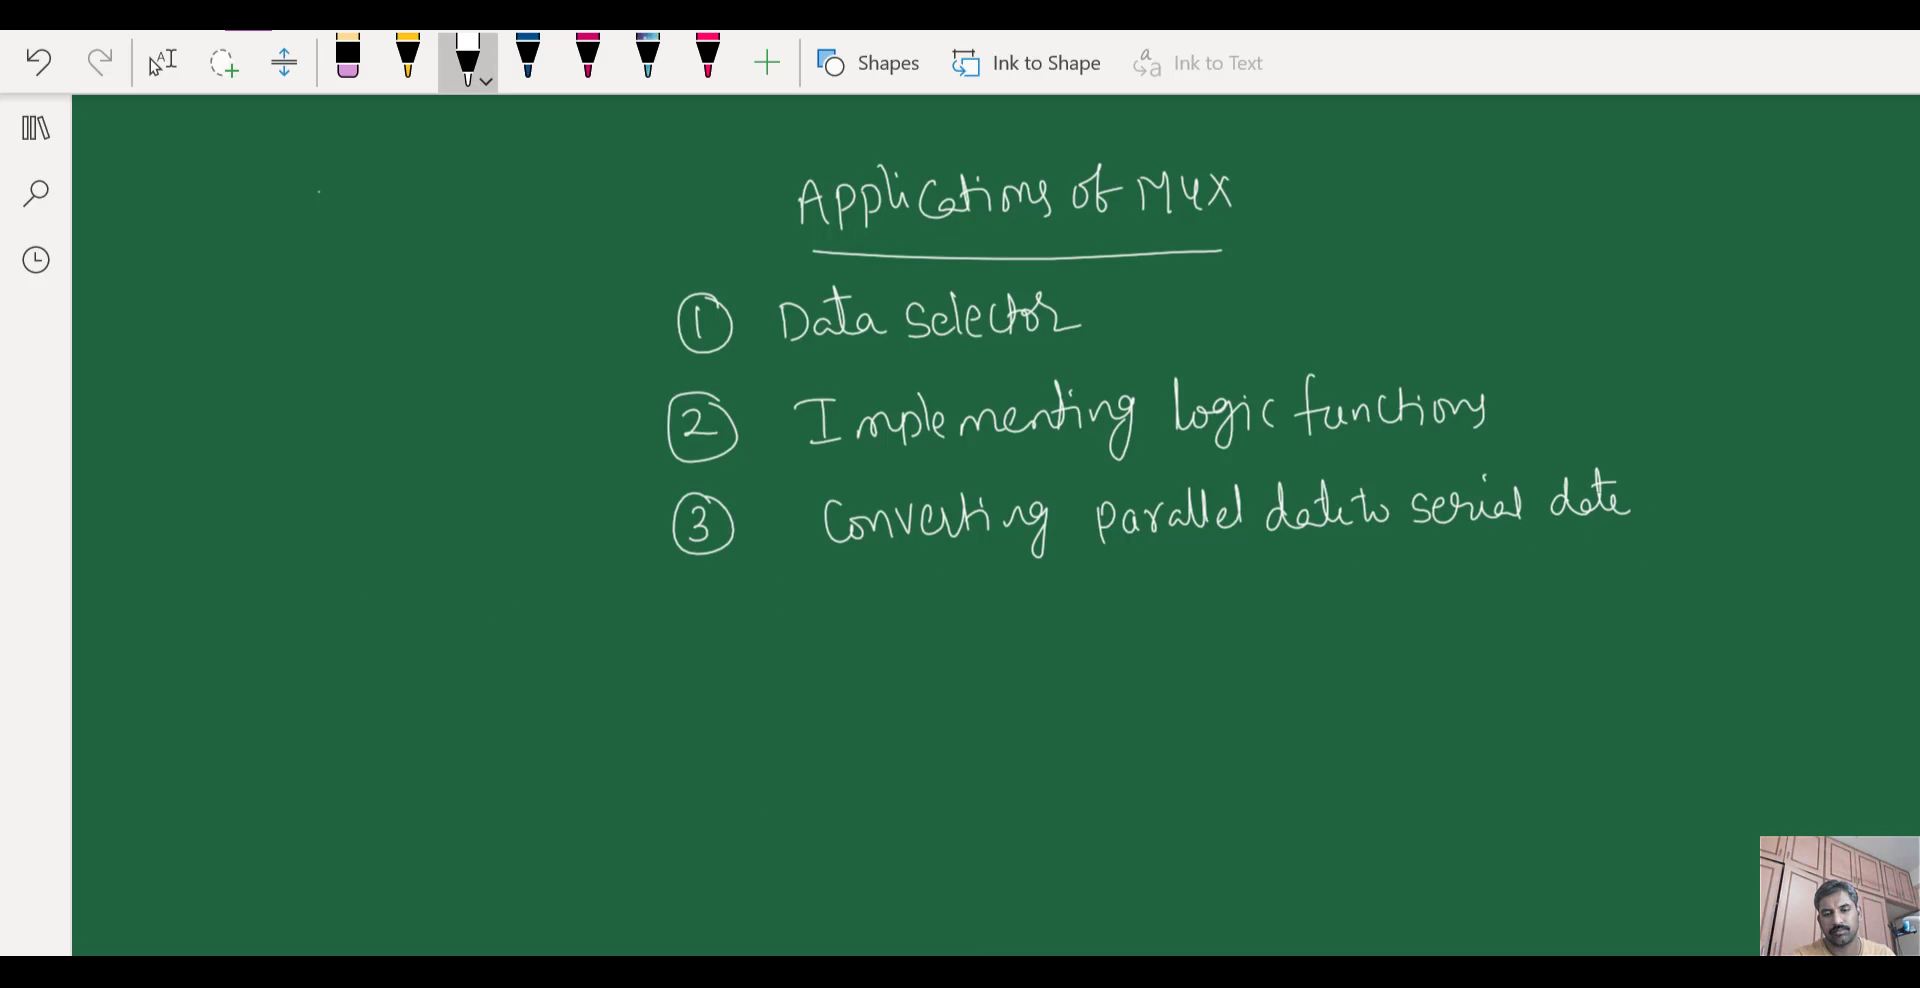 Shapes Ink to Shape Ink to Text
Applications of MUX
① Data Selector
② Implementing logic functions
③ Converting parallel data to serial data